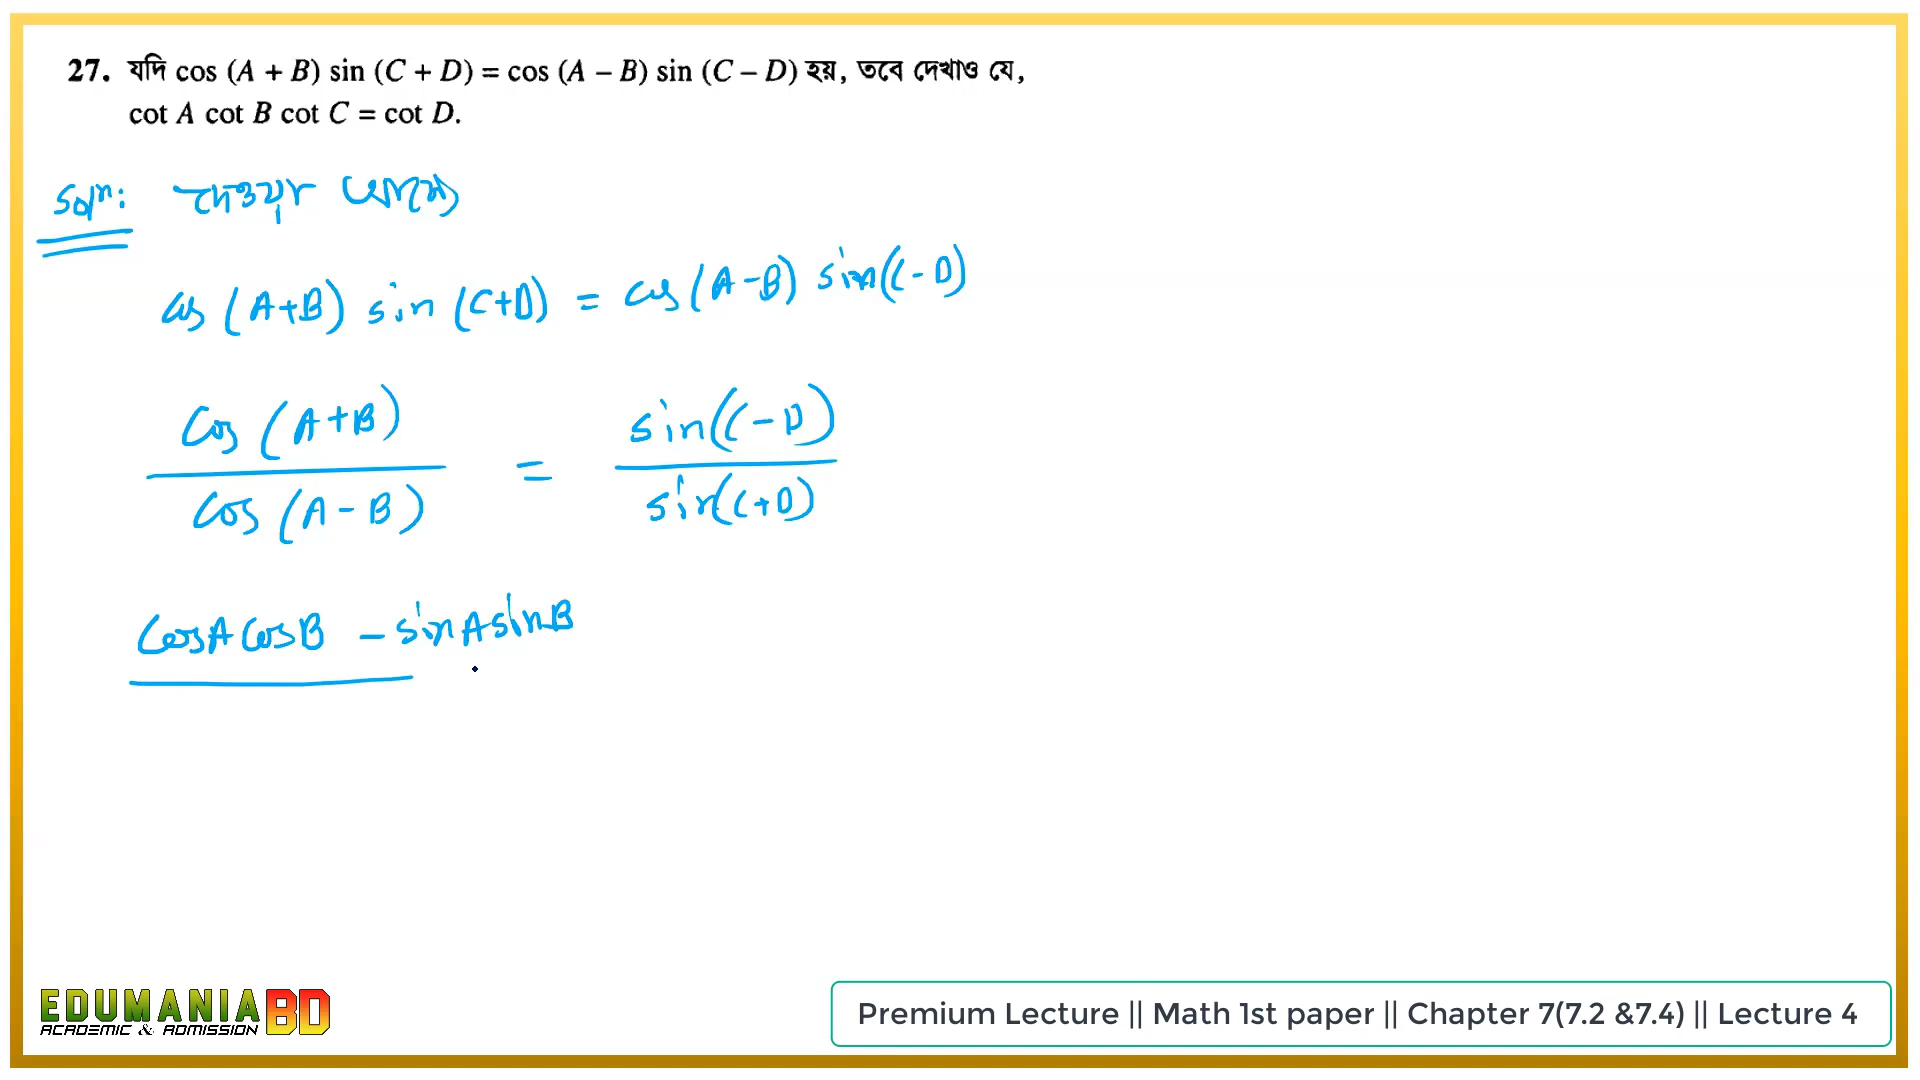 27. যদি cos (A + B) sin (C + D) = cos (A – B) sin (C – D) হয়, তবে দেখাও যে,
cot A cot B cot C = cot D.
Solⁿ: দেওয়া আছে
cos (A+B) sin (C+D) = cos (A-B) sin(C-D)
cos (A+B) / cos (A-B) = sin(C-D) / sin(C+D)
cosA cosB - sinA sinB
EDUMANIA BD
ACADEMIC & ADMISSION
Premium Lecture || Math 1st paper || Chapter 7(7.2 &7.4) || Lecture 4